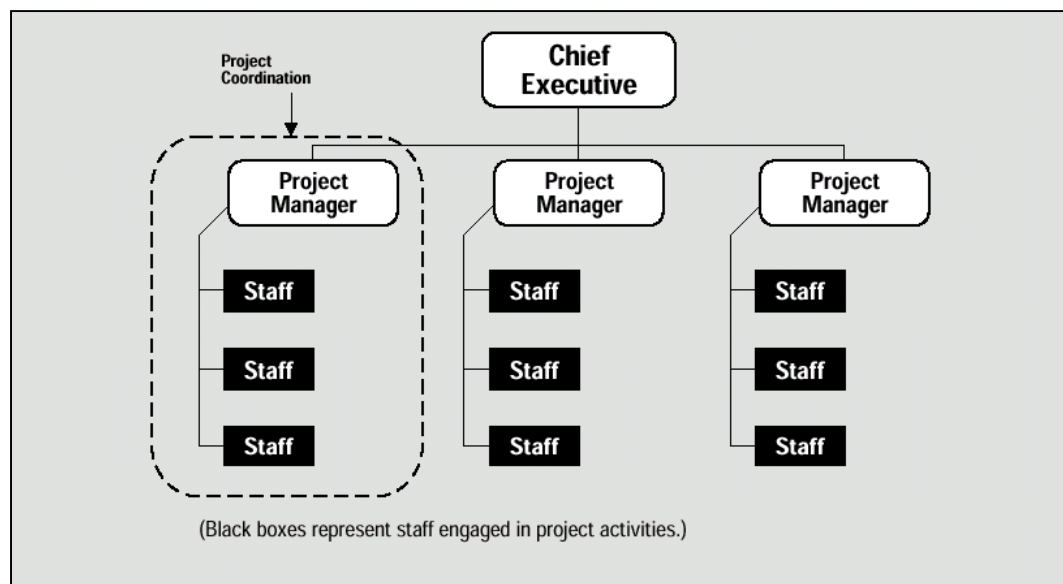 Project
Coordination
Chief
Executive
Project
Manager
Project
Manager
Project
Manager
Staff
Staff
Staff
Staff
Staff
Staff
Staff
Staff
Staff
(Black boxes represent staff engaged in project activities.)